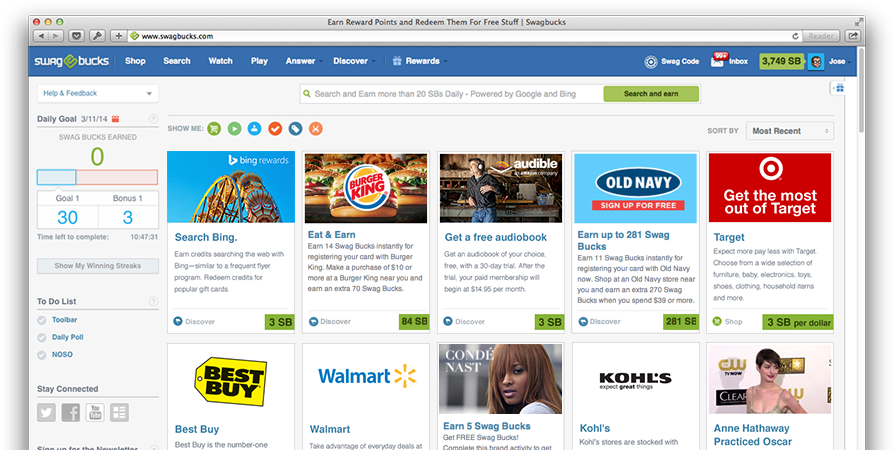 Earn Reward Points and Redeem Them For Free Stuff | Swagbucks
www.swagbucks.com
Reader
swagbucks
Shop
Search
Watch
Play
Answer
Discover
Rewards
Swag Code
99+
Inbox
3,749 SB
Jose
Help & Feedback
Search and Earn more than 20 SBs Daily - Powered by Google and Bing
Search and earn
Daily Goal 3/11/14
?
SWAG BUCKS EARNED
0
Goal 1
Bonus 1
30
3
Time left to complete: 10:47:31
Show My Winning Streaks
To Do List
?
Toolbar
Daily Poll
NOSO
Stay Connected
You Tube
Sign up for the Newsletter
SHOW ME:
SORT BY
Most Recent
bing rewards
Search Bing.
Earn credits searching the web with
Bing—similar to a frequent flyer
program. Redeem credits for
popular gift cards.
Discover
3 SB
BURGER
KING
Eat & Earn
Earn 14 Swag Bucks instantly for
registering your card with Burger
King. Make a purchase of $10 or
more at a Burger King near you and
earn an extra 70 Swag Bucks.
Discover
84 SB
audible
an amazon company
Get a free audiobook
Get an audiobook of your choice,
free, with a 30-day trial. After the
trial, your paid membership will
begin at $14.95 per month.
Discover
3 SB
OLD NAVY
SIGN UP FOR FREE
Earn up to 281 Swag
Bucks
Earn 11 Swag Bucks instantly for
registering your card with Old Navy
now. Shop at an Old Navy store near
you and earn an extra 270 Swag
Bucks when you spend $39 or more.
Discover
281 SB
Get the most
out of Target
Target
Expect more pay less with Target.
Choose from a wide selection of
furniture, baby, electronics, toys,
shoes, clothing, household items
and more.
Shop
3 SB per dollar
BEST
BUY
Best Buy
Best Buy is the number-one
Walmart
Walmart
Take advantage of everyday deals at
CONDÉ
NAST
Earn 5 Swag Bucks
Get FREE Swag Bucks!
Complete this brand activity to get
KOHL'S
expect great things
Kohl's
Kohl's stores are stocked with
CW
TV NOW
CLEAR
Anne Hathaway
Practiced Oscar